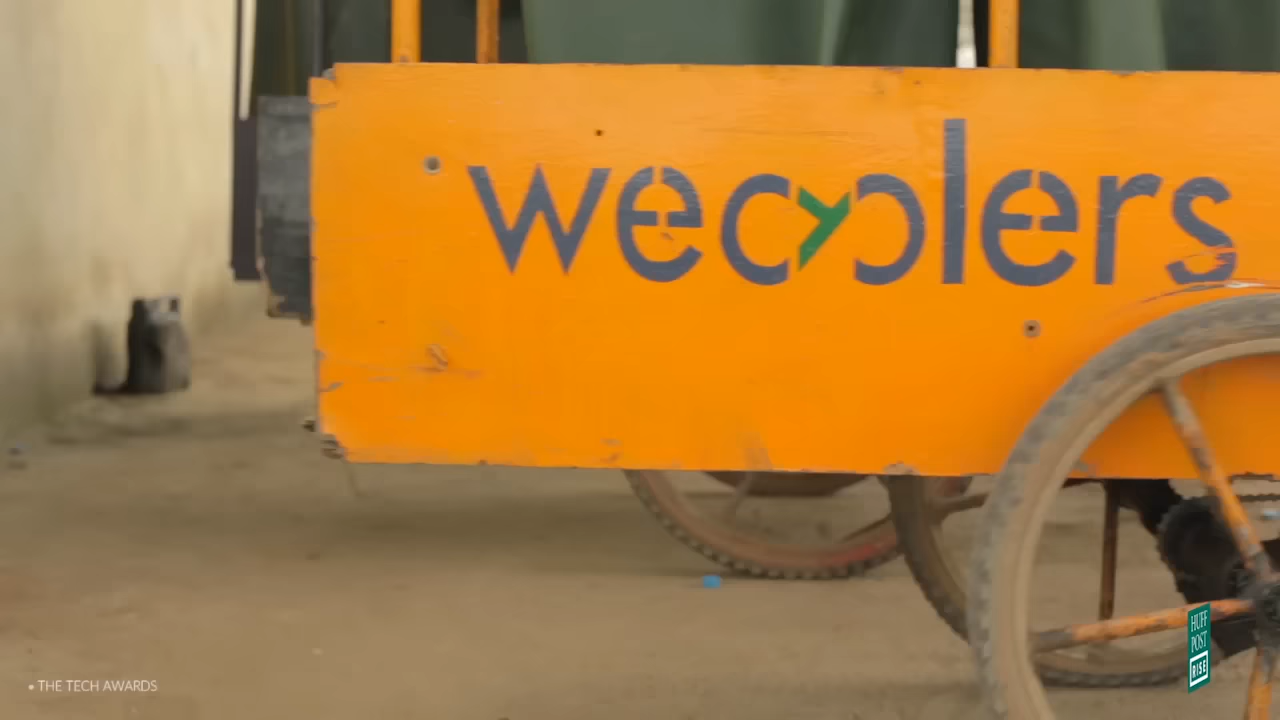 wecyclers
• THE TECH AWARDS
HUFF
POST
RISE